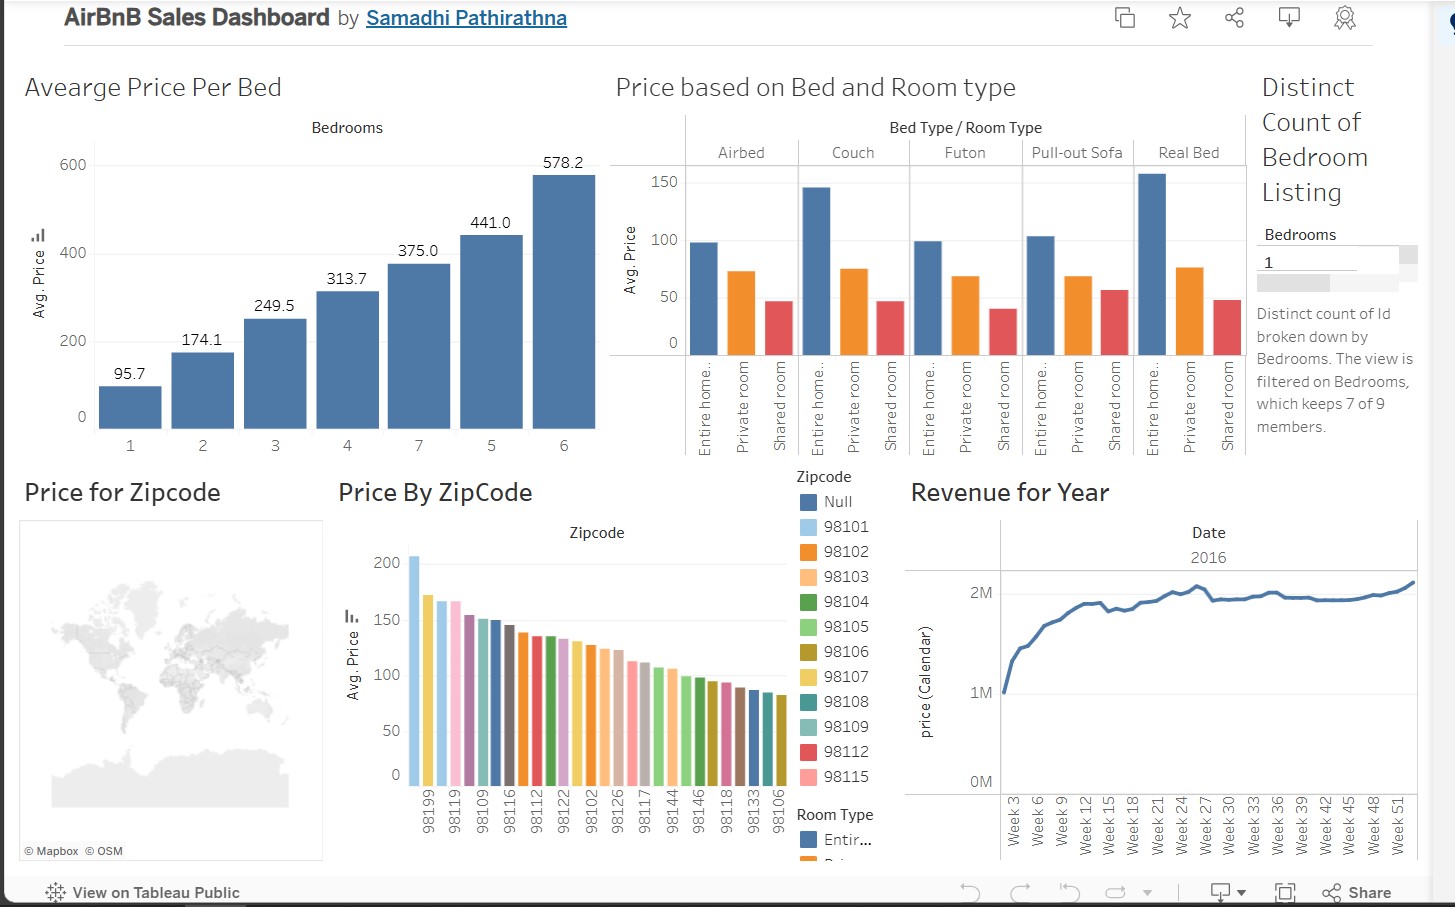 AirBnB Sales Dashboard by Samadhi Pathirathna
Avearge Price Per Bed
Bedrooms
Avg. Price
600
400
200
0
95.7
174.1
249.5
313.7
375.0
441.0
578.2
1
2
3
4
7
5
6
Price based on Bed and Room type
Bed Type / Room Type
Airbed
Couch
Futon
Pull-out Sofa
Real Bed
Avg. Price
150
100
50
0
Entire home..
Private room
Shared room
Entire home..
Private room
Shared room
Entire home..
Private room
Shared room
Entire home..
Private room
Shared room
Entire home..
Private room
Shared room
Distinct
Count of
Bedroom
Listing
Bedrooms
1
Distinct count of Id
broken down by
Bedrooms. The view is
filtered on Bedrooms,
which keeps 7 of 9
members.
Price for Zipcode
© Mapbox © OSM
Price By ZipCode
Zipcode
Avg. Price
200
150
100
50
0
98199
98119
98109
98116
98112
98122
98102
98126
98117
98144
98146
98118
98133
98106
Zipcode
Null
98101
98102
98103
98104
98105
98106
98107
98108
98109
98112
98115
Room Type
Entir...
Revenue for Year
Date
2016
price (Calendar)
2M
1M
0M
Week 3
Week 6
Week 9
Week 12
Week 15
Week 18
Week 21
Week 24
Week 27
Week 30
Week 33
Week 36
Week 39
Week 42
Week 45
Week 48
Week 51
View on Tableau Public
Share